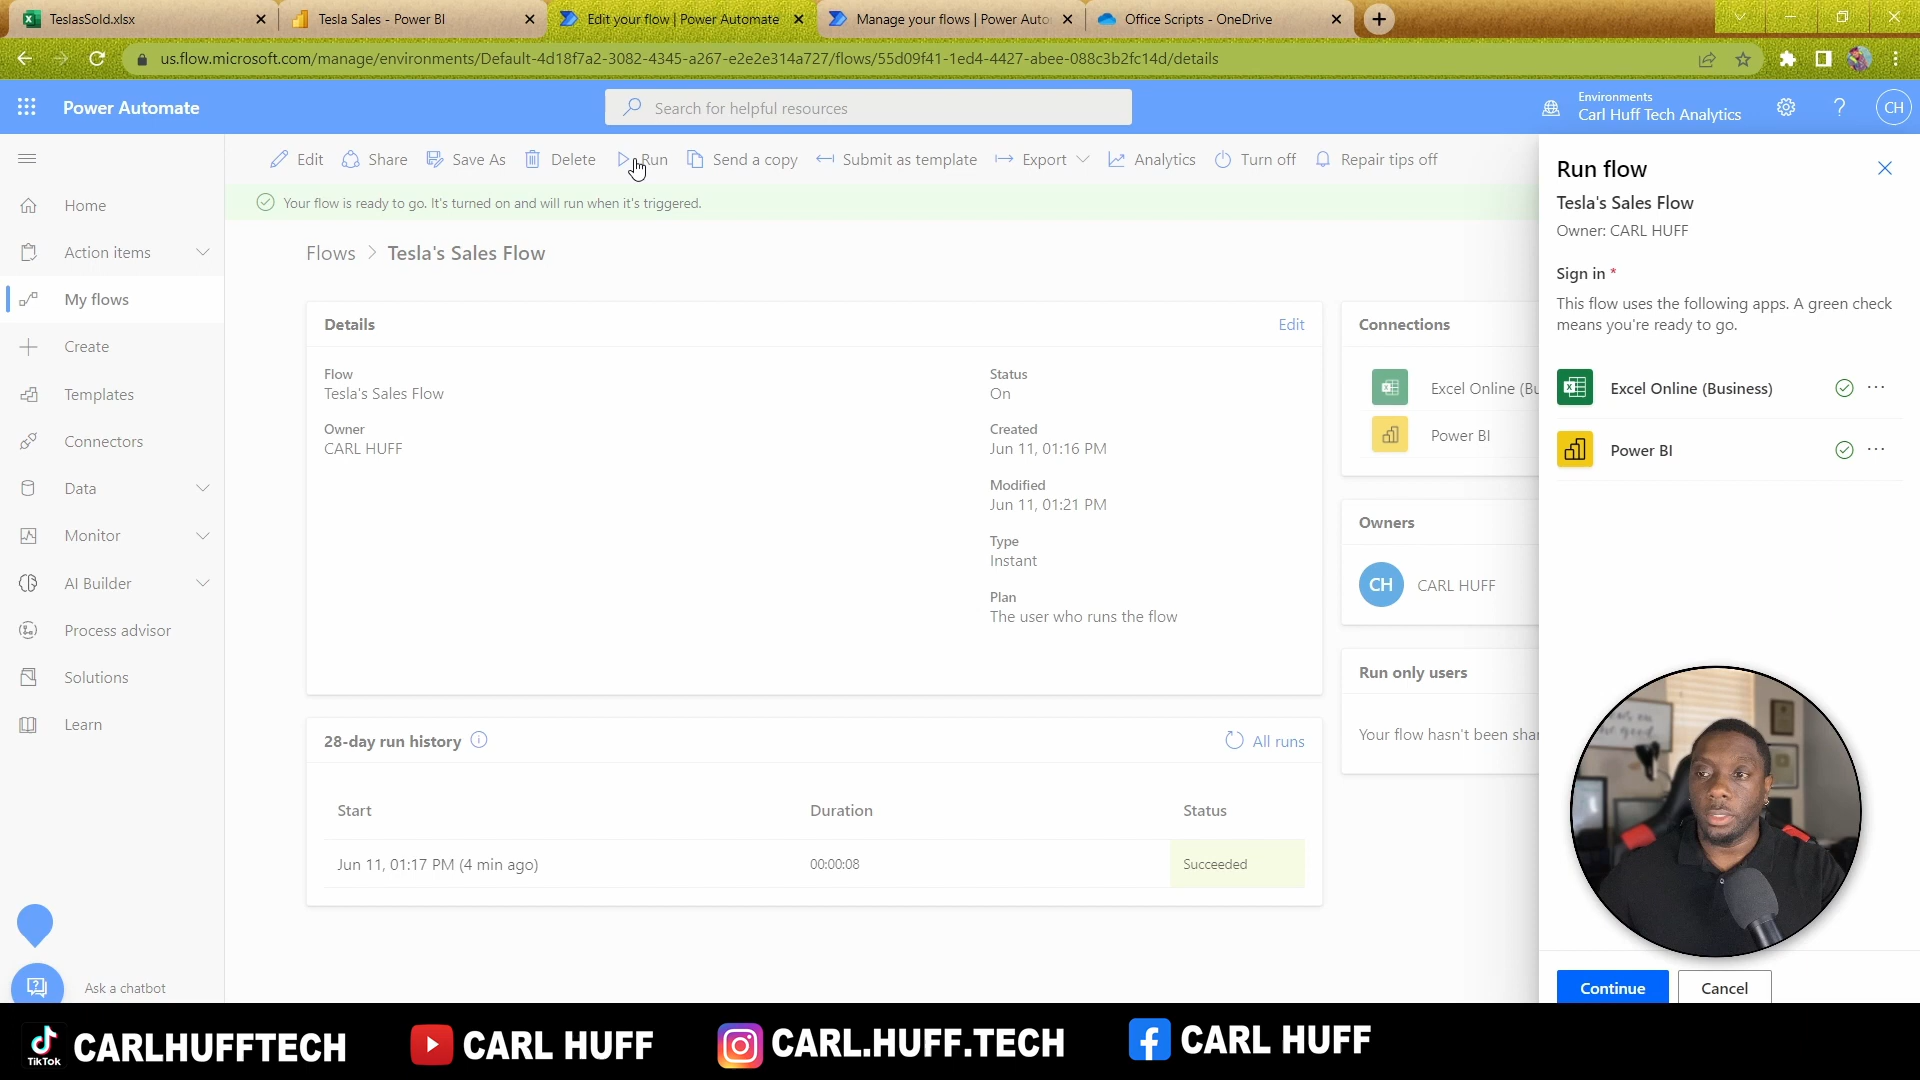 TeslasSold.xlsx
Tesla Sales - Power BI
Edit your flow | Power Automate
Manage your flows | Power Auto
Office Scripts - OneDrive
us.flow.microsoft.com/manage/environments/Default-4d18f7a2-3082-4345-a267-e2e2e314a727/flows/55d09f41-1ed4-4427-abee-088c3b2fc14d/details
Power Automate
Search for helpful resources
Environments
Carl Huff Tech Analytics
CH
Edit
Share
Save As
Delete
Run
Send a copy
Submit as template
Export
Analytics
Turn off
Repair tips off
Your flow is ready to go. It's turned on and will run when it's triggered.
Home
Action items
My flows
Create
Templates
Connectors
Data
Monitor
AI Builder
Process advisor
Solutions
Learn
Ask a chatbot
Flows > Tesla's Sales Flow
Details
Edit
Flow
Tesla's Sales Flow
Owner
CARL HUFF
Status
On
Created
Jun 11, 01:16 PM
Modified
Jun 11, 01:21 PM
Type
Instant
Plan
The user who runs the flow
28-day run history
All runs
Start
Duration
Status
Jun 11, 01:17 PM (4 min ago)
00:00:08
Succeeded
Connections
Excel Online (Bu
Power BI
Owners
CH
CARL HUFF
Run only users
Your flow hasn't been shar
Run flow
Tesla's Sales Flow
Owner: CARL HUFF
Sign in *
This flow uses the following apps. A green check
means you're ready to go.
Excel Online (Business)
Power BI
Continue
Cancel
TikTok
CARLHUFFTECH
CARL HUFF
CARL.HUFF.TECH
CARL HUFF